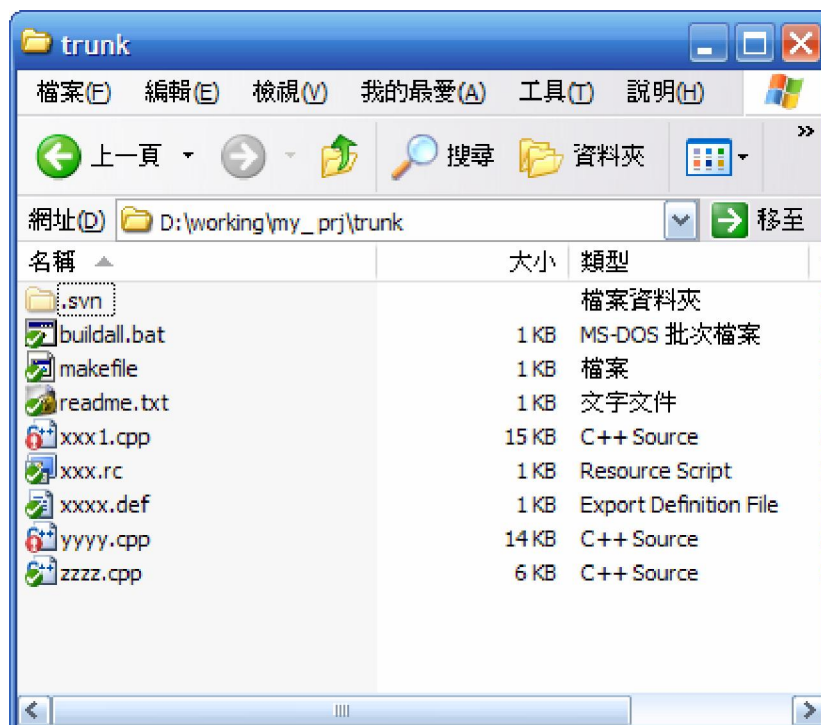 trunk
檔案(F) 編輯(E) 檢視(V) 我的最愛(A) 工具(T) 說明(H)
上一頁 搜尋 資料夾 »
網址(D) D:\working\my_prj\trunk 移至
名稱 大小 類型
.svn 檔案資料夾
buildall.bat 1 KB MS-DOS 批次檔案
makefile 1 KB 檔案
readme.txt 1 KB 文字文件
xxx1.cpp 15 KB C++ Source
xxx.rc 1 KB Resource Script
xxxx.def 1 KB Export Definition File
yyyy.cpp 14 KB C++ Source
zzzz.cpp 6 KB C++ Source